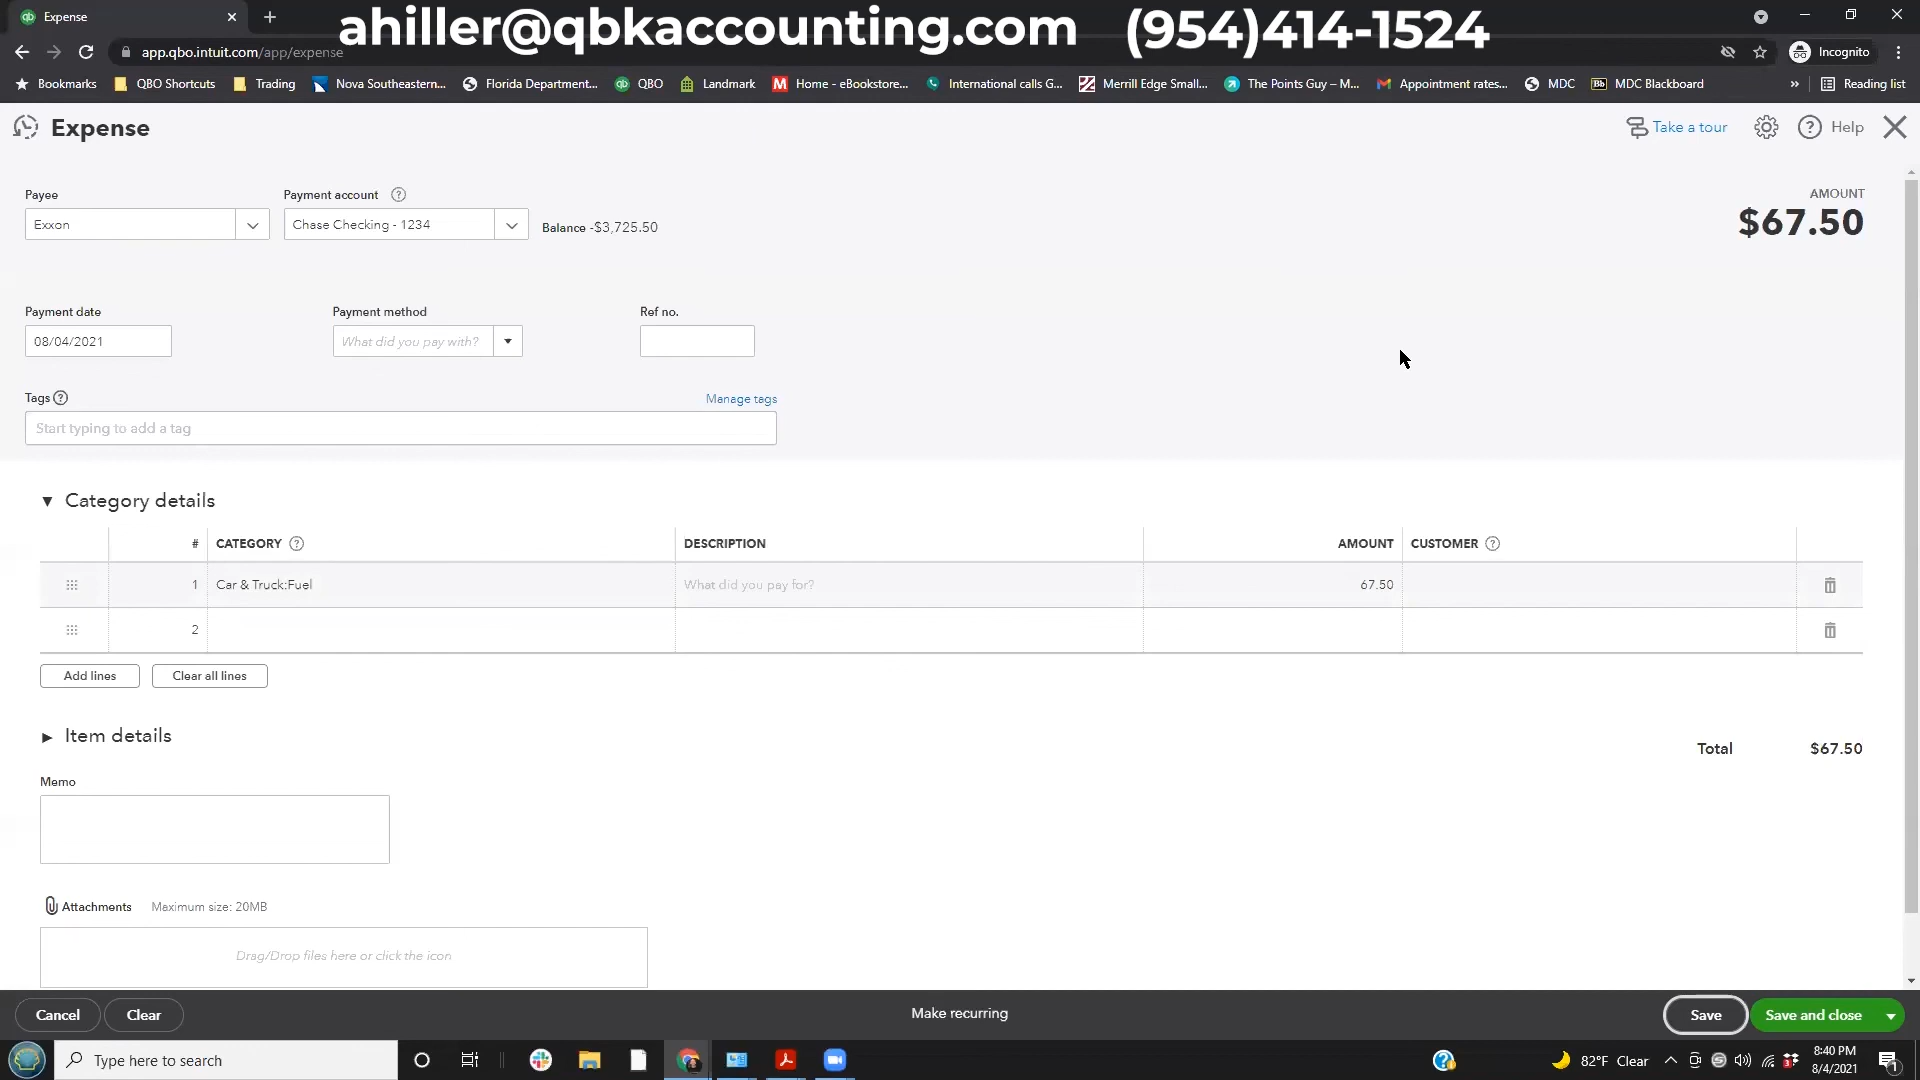 Expense
ahiller@qbkaccounting.com (954)414-1524
app.qbo.intuit.com/app/expense
Incognito
Bookmarks QBO Shortcuts Trading Nova Southeastern... Florida Department... QBO Landmark Home - eBookstore... International calls G... Merrill Edge Small... The Points Guy – M... Appointment rates... MDC MDC Blackboard » Reading list
Expense
Take a tour
Help
Payee
Payment account
AMOUNT
Exxon
Chase Checking - 1234
Balance -$3,725.50
$67.50
Payment date
Payment method
Ref no.
08/04/2021
What did you pay with?
Tags
Manage tags
Start typing to add a tag
Category details
# CATEGORY DESCRIPTION AMOUNT CUSTOMER
1 Car & Truck:Fuel What did you pay for? 67.50
2
Add lines
Clear all lines
Item details
Total $67.50
Memo
Attachments Maximum size: 20MB
Drag/Drop files here or click the icon
Cancel
Clear
Make recurring
Save
Save and close
Type here to search
82°F Clear
8:40 PM
8/4/2021